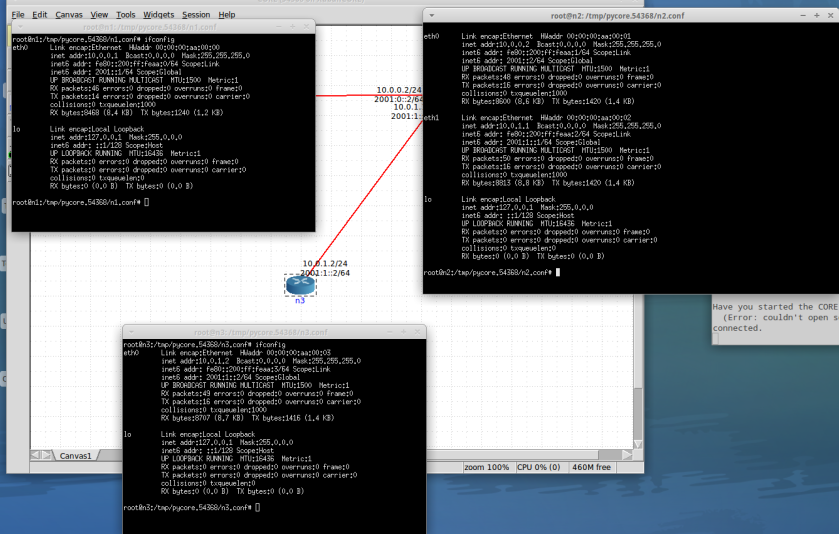 File Edit Canvas View Tools Widgets Session Help
root@n1: /tmp/pycore.54368/n1.conf
root@n1:/tmp/pycore.54368/n1.conf# ifconfig
eth0 Link encap:Ethernet HWaddr 00:00:00:aa:00:00
inet addr:10.0.0.1 Bcast:0.0.0.0 Mask:255.255.255.0
inet6 addr: fe80::200:ff:feaa:0/64 Scope:Link
inet6 addr: 2001::1/64 Scope:Global
UP BROADCAST RUNNING MULTICAST MTU:1500 Metric:1
RX packets:46 errors:0 dropped:0 overruns:0 frame:0
TX packets:14 errors:0 dropped:0 overruns:0 carrier:0
collisions:0 txqueuelen:1000
RX bytes:8468 (8.4 KB) TX bytes:1240 (1.2 KB)
lo Link encap:Local Loopback
inet addr:127.0.0.1 Mask:255.0.0.0
inet6 addr: ::1/128 Scope:Host
UP LOOPBACK RUNNING MTU:16436 Metric:1
RX packets:0 errors:0 dropped:0 overruns:0 frame:0
TX packets:0 errors:0 dropped:0 overruns:0 carrier:0
collisions:0 txqueuelen:0
RX bytes:0 (0.0 B) TX bytes:0 (0.0 B)
root@n1:/tmp/pycore.54368/n1.conf#
10.0.0.2/24
2001:0::2/64
10.0.1.
2001:1:
root@n2: /tmp/pycore.54368/n2.conf
eth0 Link encap:Ethernet HWaddr 00:00:00:aa:00:01
inet addr:10.0.0.2 Bcast:0.0.0.0 Mask:255.255.255.0
inet6 addr: fe80::200:ff:feaa:1/64 Scope:Link
inet6 addr: 2001::2/64 Scope:Global
UP BROADCAST RUNNING MULTICAST MTU:1500 Metric:1
RX packets:48 errors:0 dropped:0 overruns:0 frame:0
TX packets:16 errors:0 dropped:0 overruns:0 carrier:0
collisions:0 txqueuelen:1000
RX bytes:8600 (8.6 KB) TX bytes:1420 (1.4 KB)
eth1 Link encap:Ethernet HWaddr 00:00:00:aa:00:02
inet addr:10.0.1.1 Bcast:0.0.0.0 Mask:255.255.255.0
inet6 addr: fe80::200:ff:feaa:2/64 Scope:Link
inet6 addr: 2001:1::1/64 Scope:Global
UP BROADCAST RUNNING MULTICAST MTU:1500 Metric:1
RX packets:50 errors:0 dropped:0 overruns:0 frame:0
TX packets:16 errors:0 dropped:0 overruns:0 carrier:0
collisions:0 txqueuelen:1000
RX bytes:8813 (8.8 KB) TX bytes:1420 (1.4 KB)
lo Link encap:Local Loopback
inet addr:127.0.0.1 Mask:255.0.0.0
inet6 addr: ::1/128 Scope:Host
UP LOOPBACK RUNNING MTU:16436 Metric:1
RX packets:0 errors:0 dropped:0 overruns:0 frame:0
TX packets:0 errors:0 dropped:0 overruns:0 carrier:0
collisions:0 txqueuelen:0
RX bytes:0 (0.0 B) TX bytes:0 (0.0 B)
root@n2:/tmp/pycore.54368/n2.conf#
10.0.1.2/24
2001:1::2/64
n3
Have you started the CORE
(Error: couldn't open s
connected.
root@n3: /tmp/pycore.54368/n3.conf
root@n3:/tmp/pycore.54368/n3.conf# ifconfig
eth0 Link encap:Ethernet HWaddr 00:00:00:aa:00:03
inet addr:10.0.1.2 Bcast:0.0.0.0 Mask:255.255.255.0
inet6 addr: fe80::200:ff:feaa:3/64 Scope:Link
inet6 addr: 2001:1::2/64 Scope:Global
UP BROADCAST RUNNING MULTICAST MTU:1500 Metric:1
RX packets:49 errors:0 dropped:0 overruns:0 frame:0
TX packets:16 errors:0 dropped:0 overruns:0 carrier:0
collisions:0 txqueuelen:1000
RX bytes:8707 (8.7 KB) TX bytes:1416 (1.4 KB)
lo Link encap:Local Loopback
inet addr:127.0.0.1 Mask:255.0.0.0
inet6 addr: ::1/128 Scope:Host
UP LOOPBACK RUNNING MTU:16436 Metric:1
RX packets:0 errors:0 dropped:0 overruns:0 frame:0
TX packets:0 errors:0 dropped:0 overruns:0 carrier:0
collisions:0 txqueuelen:0
RX bytes:0 (0.0 B) TX bytes:0 (0.0 B)
root@n3:/tmp/pycore.54368/n3.conf#
Canvas1
zoom 100% CPU 0% (0) 460M free